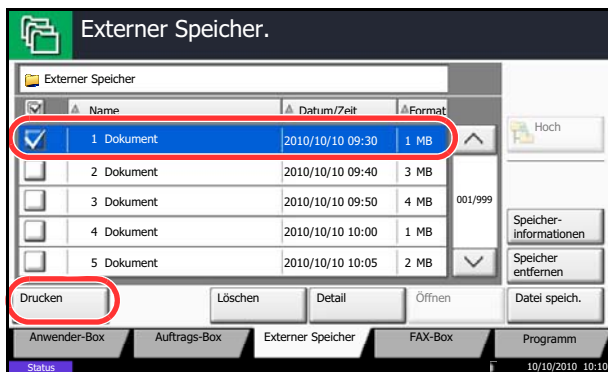 Externer Speicher.
Externer Speicher
Name Datum/Zeit Format
1 Dokument 2010/10/10 09:30 1 MB
Hoch
2 Dokument 2010/10/10 09:40 3 MB
3 Dokument 2010/10/10 09:50 4 MB
001/999
4 Dokument 2010/10/10 10:00 1 MB
Speicher-
informationen
5 Dokument 2010/10/10 10:05 2 MB
Speicher
entfernen
Drucken Löschen Detail Öffnen Datei speich.
Anwender-Box Auftrags-Box Externer Speicher FAX-Box Programm
Status 10/10/2010 10:10